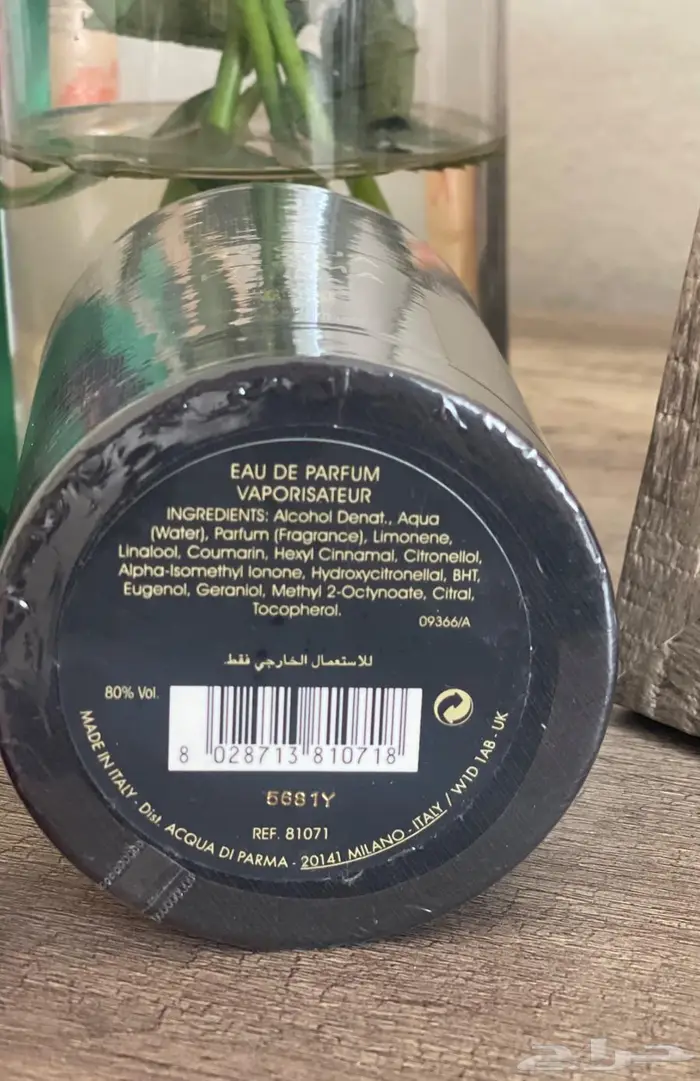 EAU DE PARFUM
VAPORISATEUR
INGREDIENTS: Alcohol Denat., Aqua
(Water), Parfum (Fragrance), Limonene,
Linalool, Coumarin, Hexyl Cinnamal, Citronellol,
Alpha-Isomethyl Ionone, Hydroxycitronellal, BHT,
Eugenol, Geraniol, Methyl 2-Octynoate, Citral,
Tocopherol.
09366/A
للاستعمال الخارجي فقط.
80% Vol.
8 028713 810718
5681Y
REF. 81071
MADE IN ITALY - Dist. ACQUA DI PARMA - 20141 MILANO - ITALY / W1D 1AB - UK
حراج